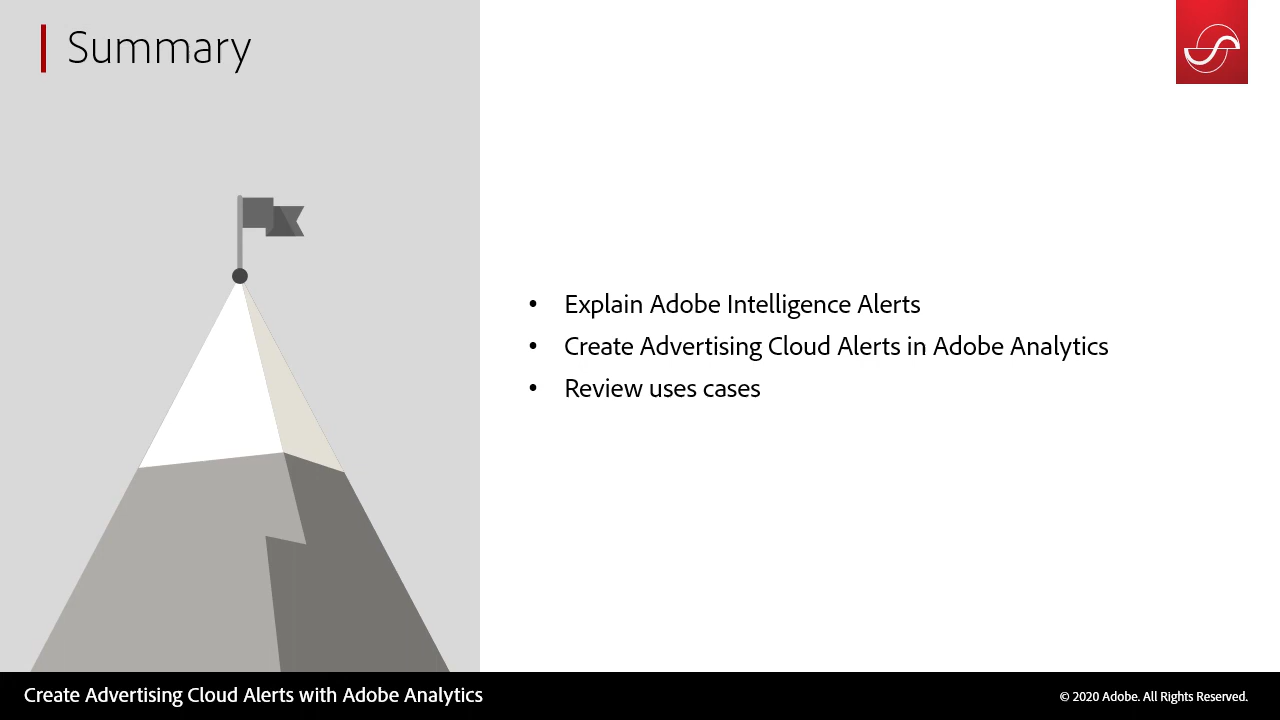 Summary
• Explain Adobe Intelligence Alerts
• Create Advertising Cloud Alerts in Adobe Analytics
• Review uses cases
Create Advertising Cloud Alerts with Adobe Analytics
© 2020 Adobe. All Rights Reserved.